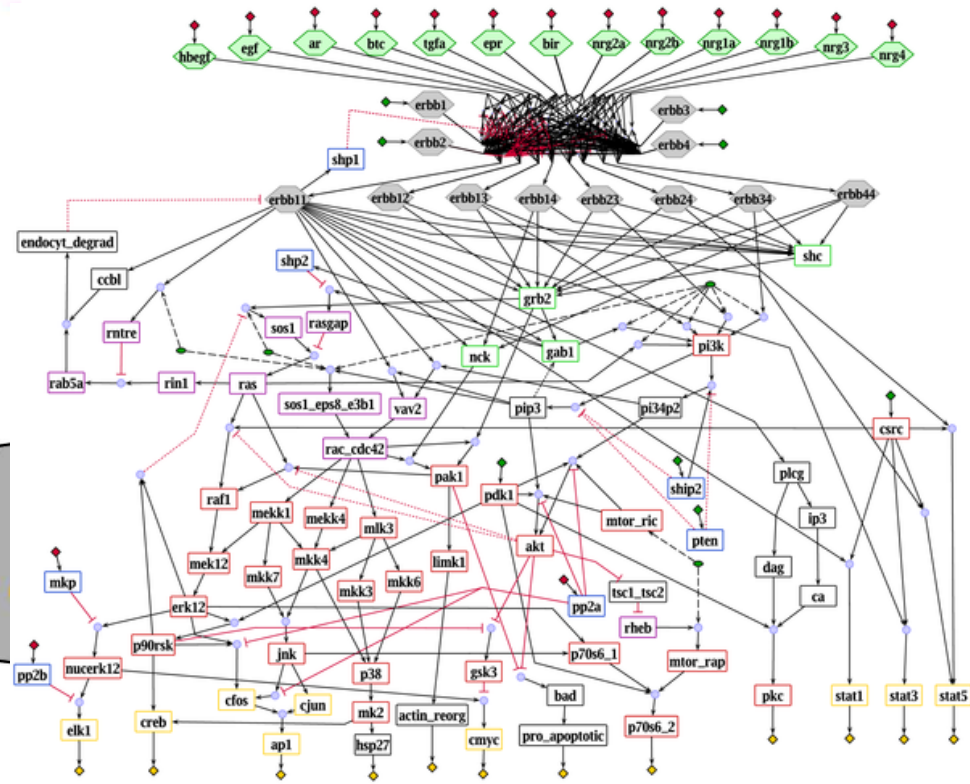 hbegf egf ar btc tgfa epr bir nrg2a nrg2b nrg1a nrg1b nrg3 nrg4
erbb1 erbb3
erbb2 erbb4
shp1
erbb11 erbb12 erbb13 erbb14 erbb23 erbb24 erbb34 erbb44
endocyt_degrad shc
shp2
ccbl
grb2
rntre sos1 rasgap
nck gab1 pi3k
rab5a rin1 ras
sos1_eps8_e3b1 vav2 pip3 pi34p2
csrc
rac_cdc42
pak1 plcg
raf1 pdk1 ship2
mekk1 mekk4 mlk3 mtor_ric ip3
pten
akt
mek12 mkk4 limk1 dag
mkp mkk7 mkk3 mkk6 tsc1_tsc2 ca
erk12 pp2a
rheb
p90rsk jnk p70s6_1
pp2b nucerk12 p38 gsk3 mtor_rap
cfos cjun bad pkc stat1 stat3 stat5
creb mk2 actin_reorg
elk1 p70s6_2
ap1 hsp27 cmyc pro_apoptotic